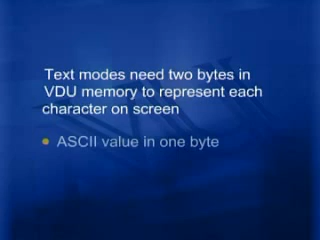 Text modes need two bytes in
VDU memory to represent each
character on screen
ASCII value in one byte